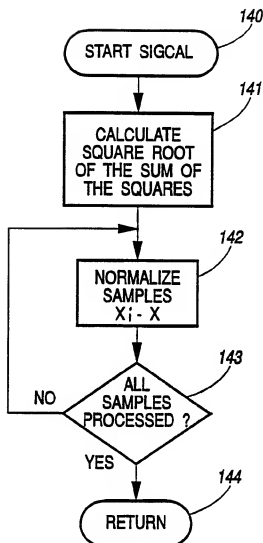 140
START SIGCAL
141
CALCULATE
SQUARE ROOT
OF THE SUM OF
THE SQUARES
142
NORMALIZE
SAMPLES
Xi - X
143
ALL
SAMPLES
PROCESSED ?
NO
YES
144
RETURN